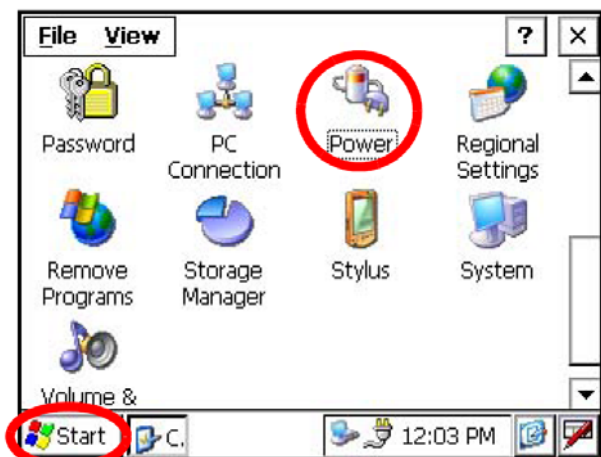 File View ? ×
Password PC Connection Power Regional Settings
Remove Programs Storage Manager Stylus System
Volume &
Start C. 12:03 PM